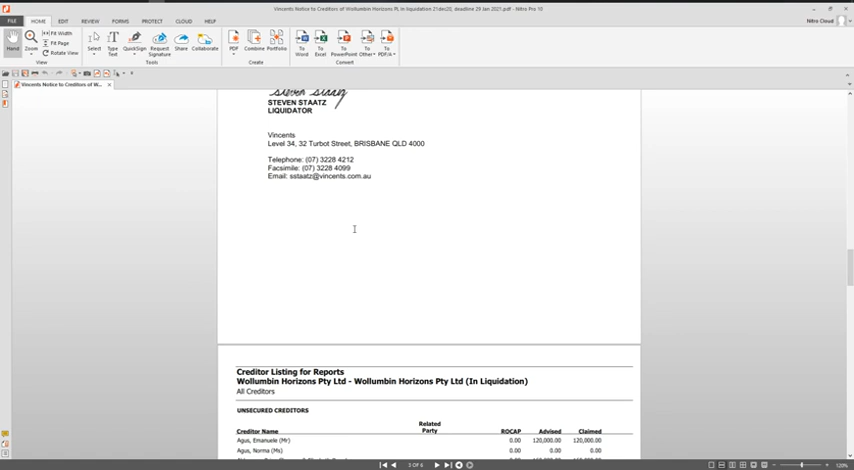 Vincents Notice to Creditors of Wollumbin Horizons PL in liquidation 21dec20, deadline 29 Jan 2021.pdf - Nitro Pro 10
FILE HOME EDIT REVIEW FORMS PROTECT CLOUD HELP
Nitro Cloud
Hand
Zoom
Fit Width
Fit Page
Rotate View
View
Select
Type Text
QuickSign
Request Signature
Share
Collaborate
Tools
PDF
Combine
Portfolio
Create
To Word
To Excel
To PowerPoint
To Other
To PDF/A
Convert
Vincents Notice to Creditors of W...
Steven Staatz
STEVEN STAATZ
LIQUIDATOR
Vincents
Level 34, 32 Turbot Street, BRISBANE QLD 4000
Telephone: (07) 3228 4212
Facsimile: (07) 3228 4099
Email: sstaatz@vincents.com.au
Creditor Listing for Reports
Wollumbin Horizons Pty Ltd - Wollumbin Horizons Pty Ltd (In Liquidation)
All Creditors
UNSECURED CREDITORS
Creditor Name Related Party ROCAP Advised Claimed
Agus, Emanuele (Mr) 0.00 120,000.00 120,000.00
Agus, Norma (Ms) 0.00 0.00 0.00
3 OF 6
120%